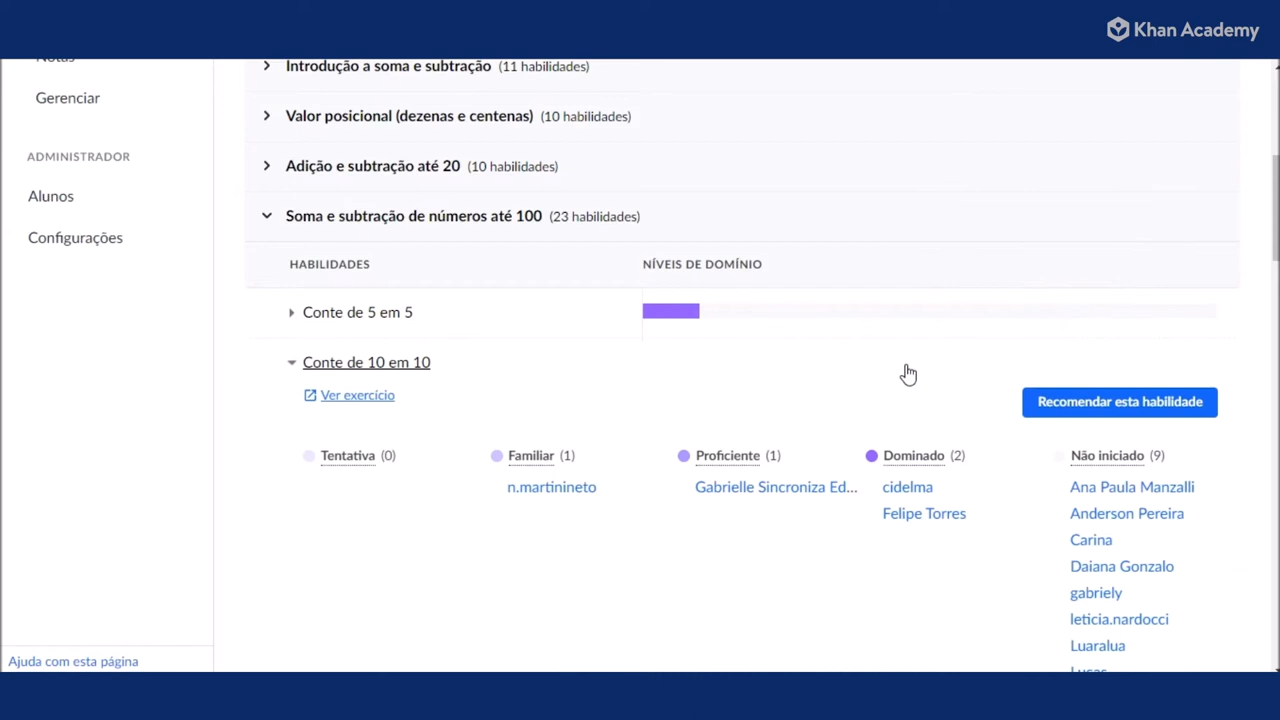 Khan Academy
Notas
Gerenciar
ADMINISTRADOR
Alunos
Configurações
Ajuda com esta página
Introdução a soma e subtração (11 habilidades)
Valor posicional (dezenas e centenas) (10 habilidades)
Adição e subtração até 20 (10 habilidades)
Soma e subtração de números até 100 (23 habilidades)
HABILIDADES NÍVEIS DE DOMÍNIO
Conte de 5 em 5
Conte de 10 em 10
Ver exercício
Recomendar esta habilidade
Tentativa (0) Familiar (1) Proficiente (1) Dominado (2) Não iniciado (9)
n.martinineto Gabrielle Sincroniza Ed... cidelma Ana Paula Manzalli
Felipe Torres Anderson Pereira
Carina
Daiana Gonzalo
gabriely
leticia.nardocci
Luaralua
Lucas